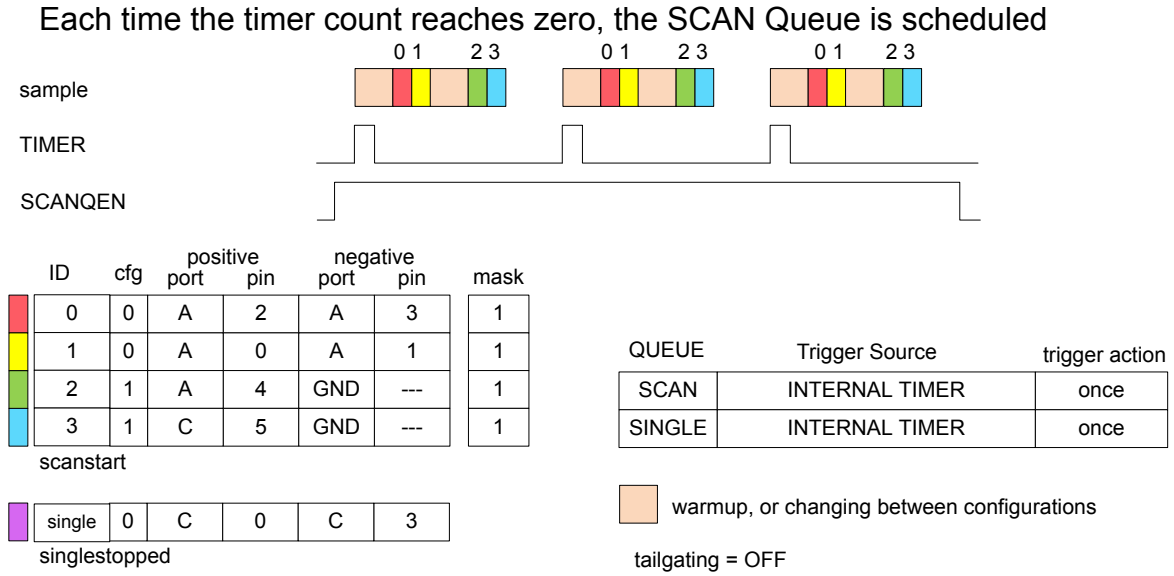 Each time the timer count reaches zero, the SCAN Queue is scheduled
0 1 2 3 0 1 2 3 0 1 2 3
sample
TIMER
SCANQEN
positive negative
ID cfg port pin port pin mask
0 0 A 2 A 3 1
1 0 A 0 A 1 1
2 1 A 4 GND --- 1
3 1 C 5 GND --- 1
scanstart
single 0 C 0 C 3
singlestopped
QUEUE Trigger Source trigger action
SCAN INTERNAL TIMER once
SINGLE INTERNAL TIMER once
warmup, or changing between configurations
tailgating = OFF